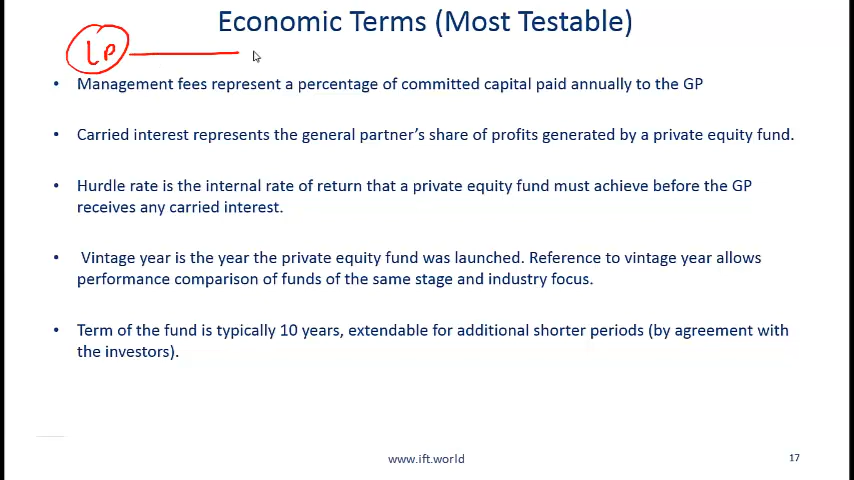 Economic Terms (Most Testable)
LP
• Management fees represent a percentage of committed capital paid annually to the GP
• Carried interest represents the general partner's share of profits generated by a private equity fund.
• Hurdle rate is the internal rate of return that a private equity fund must achieve before the GP
receives any carried interest.
• Vintage year is the year the private equity fund was launched. Reference to vintage year allows
performance comparison of funds of the same stage and industry focus.
• Term of the fund is typically 10 years, extendable for additional shorter periods (by agreement with
the investors).
www.ift.world
17